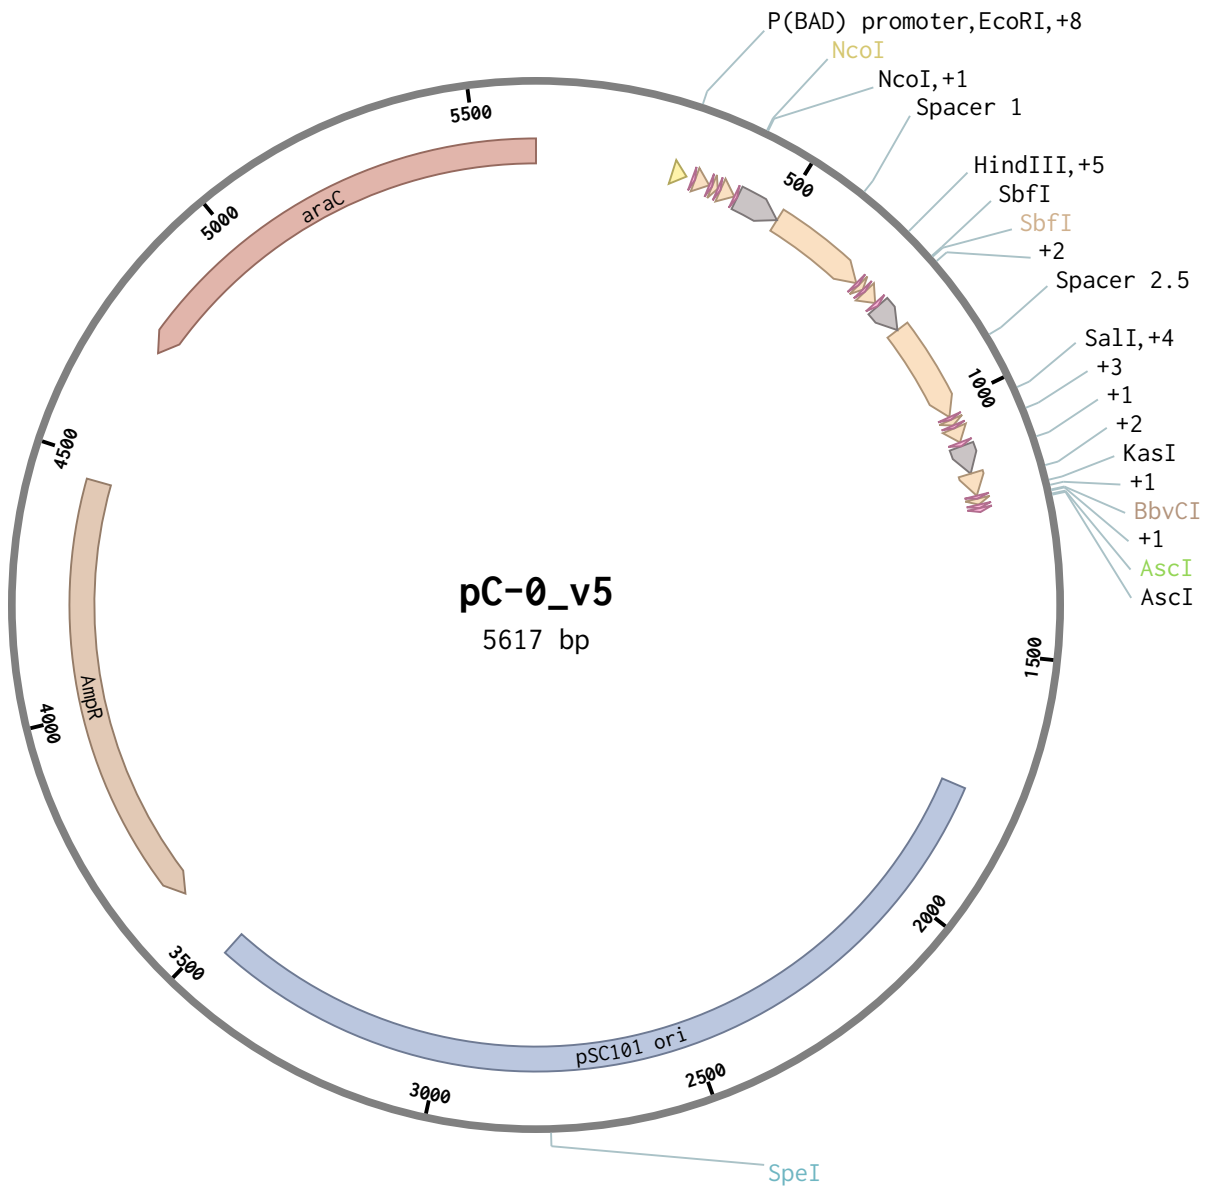 P(BAD) promoter,EcoRI,+8
NcoI
NcoI,+1
Spacer 1
HindIII,+5
SbfI
SbfI
+2
Spacer 2.5
SalI,+4
+3
+1
+2
KasI
+1
BbvCI
+1
AscI
AscI
5500
500
5000
araC
1000
4500
pC-0_v5
5617 bp
1500
AmpR
4000
2000
3500
pSC101 ori
2500
3000
SpeI